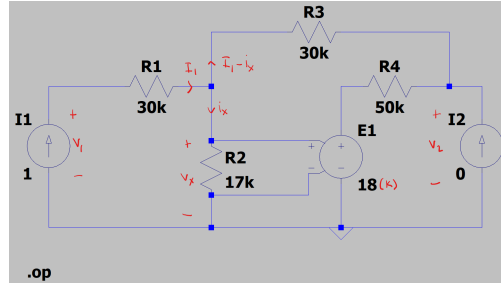 R3
30k
I₁ I₁-iₓ
R1
30k
R4
50k
iₓ
I1
+
v₁
-
1
+
R2
vₓ
17k
-
+
-
+
-
E1
18 (k)
+
v₂
-
I2
0
.op